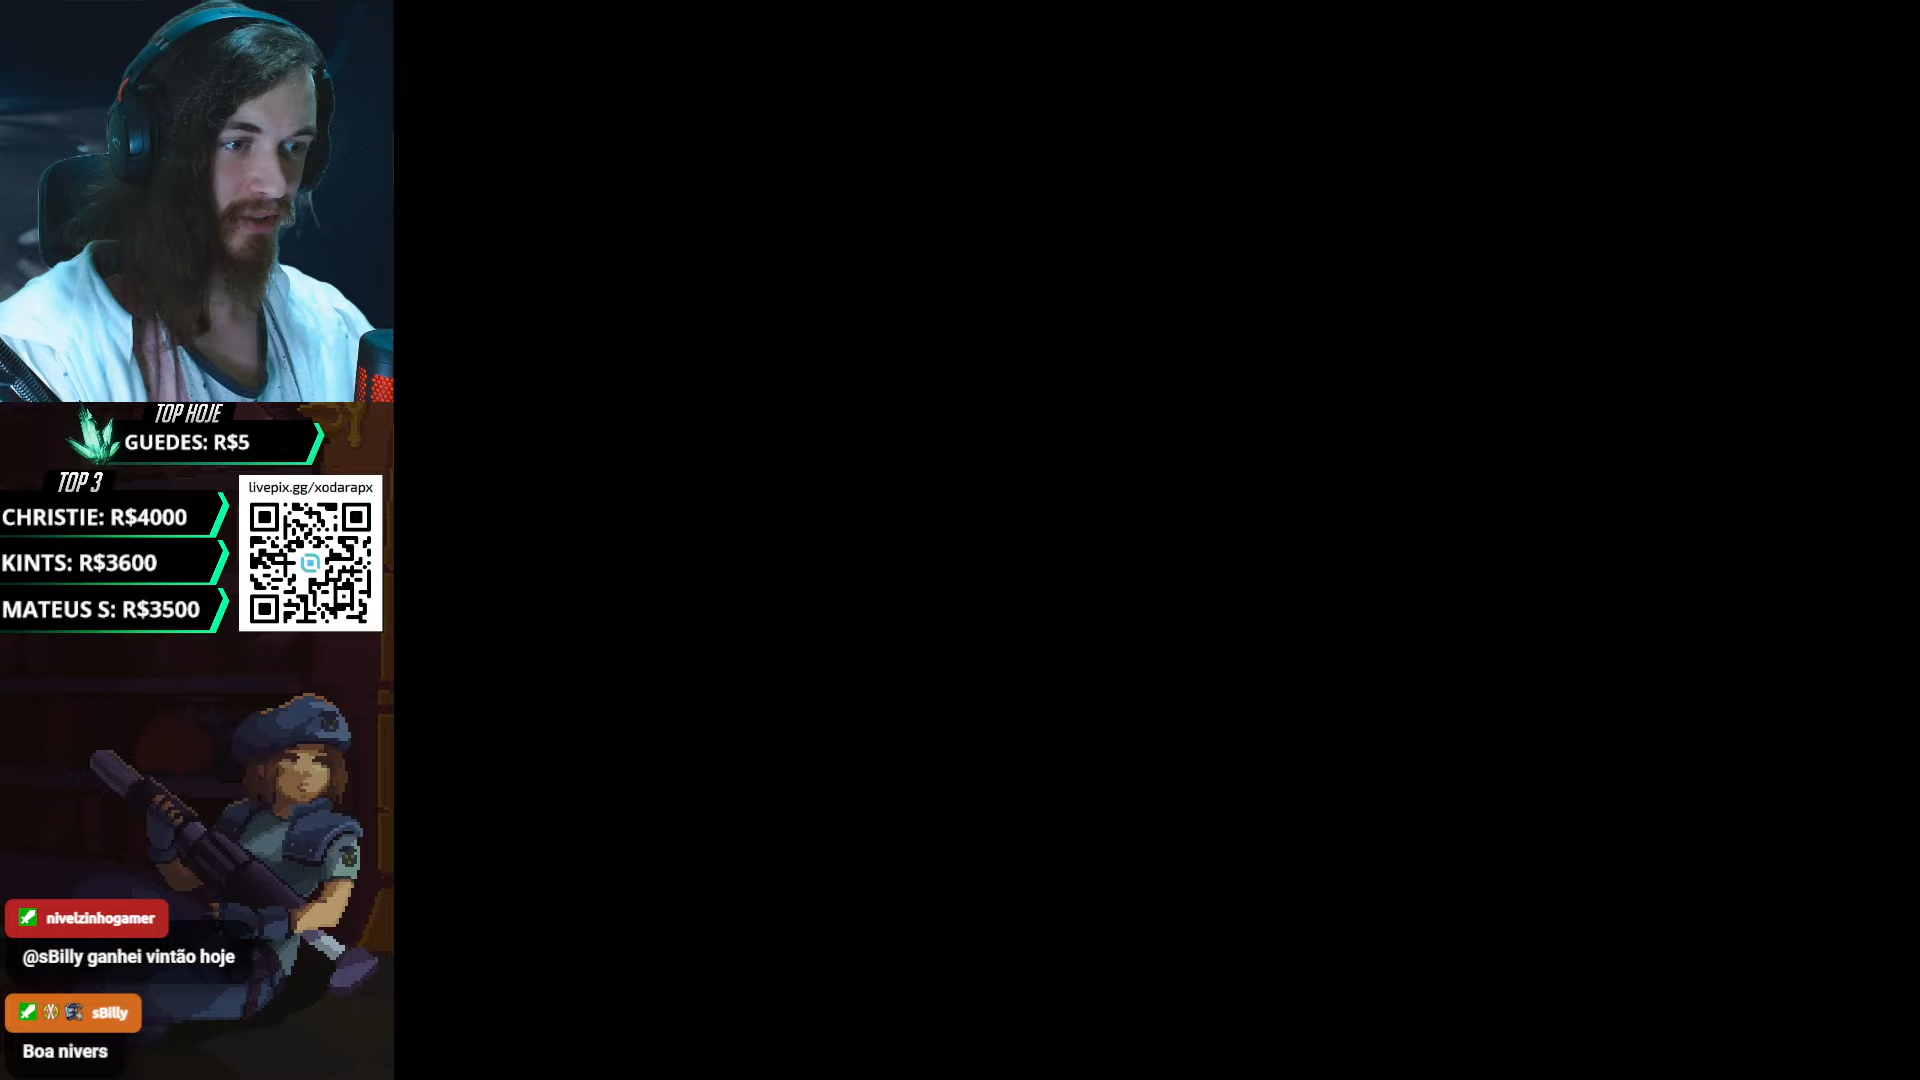 TOP HOJE
GUEDES: R$5
TOP 3
CHRISTIE: R$4000
KINTS: R$3600
MATEUS S: R$3500
livepix.gg/xodarapx
nivelzinhogamer
@sBilly ganhei vintão hoje
sBilly
Boa nivers